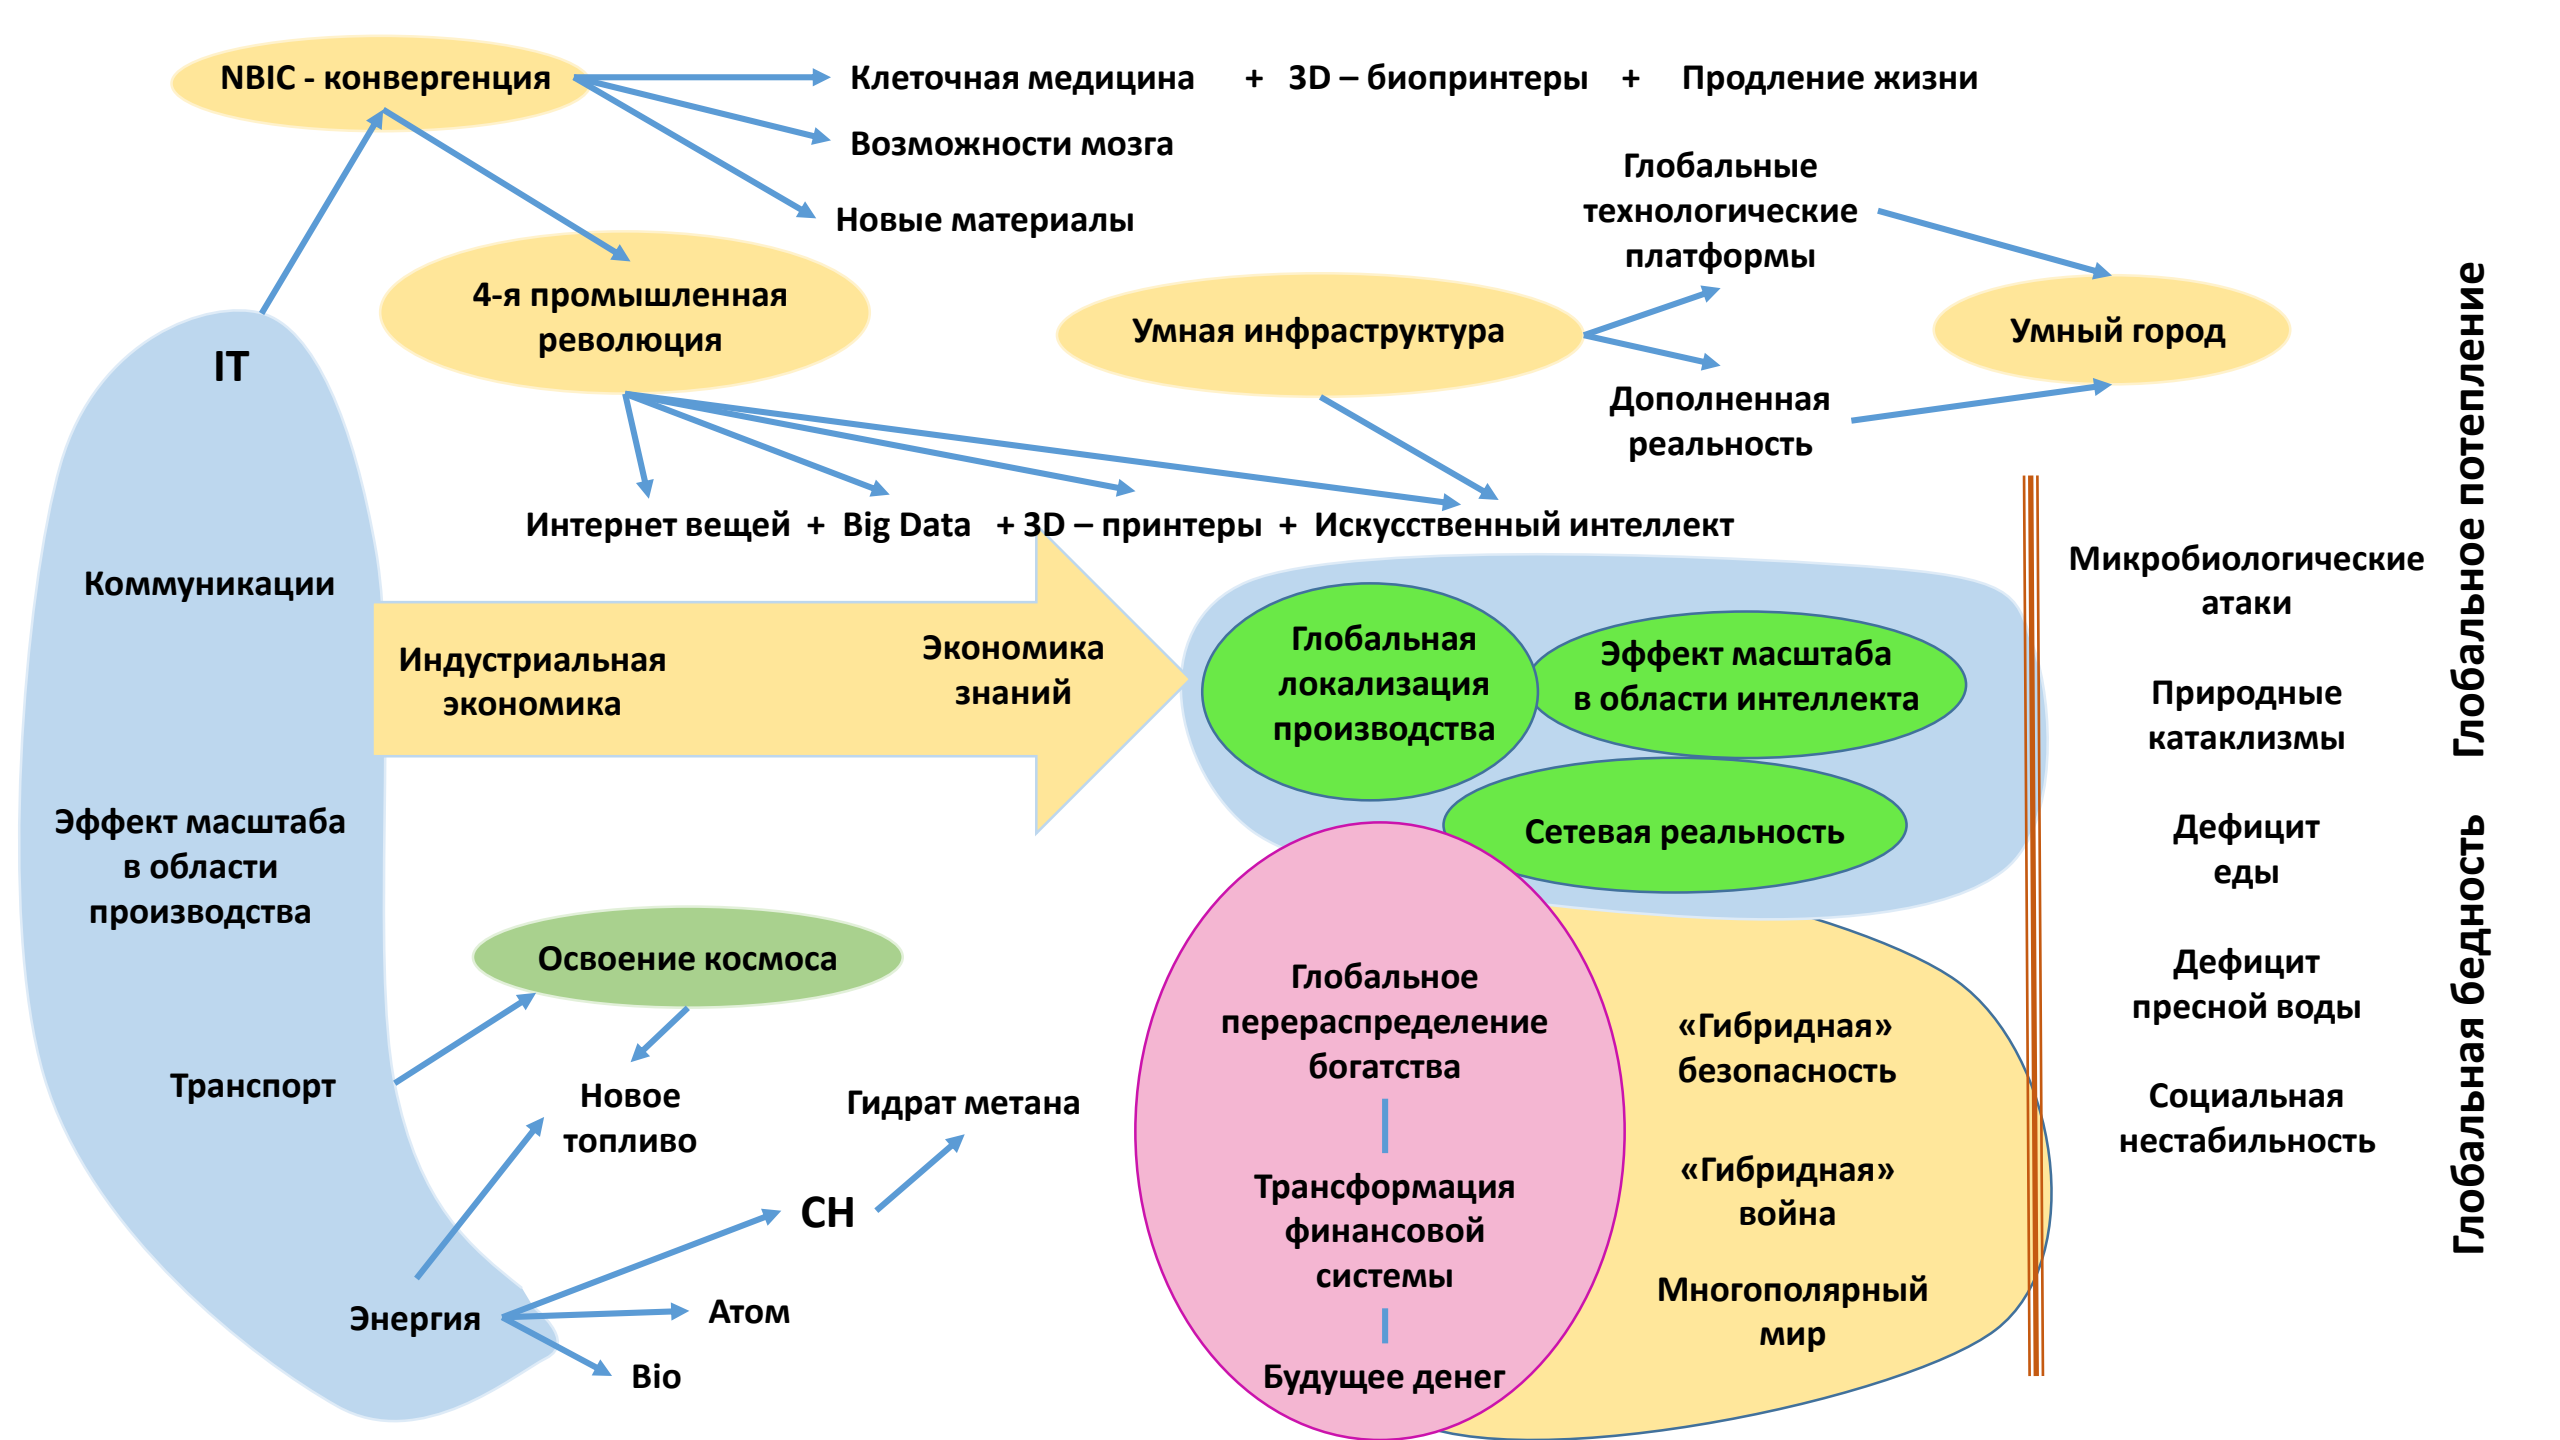 NBIC - конвергенция
Клеточная медицина + 3D – биопринтеры + Продление жизни
Возможности мозга
Новые материалы
Глобальные
технологические
платформы
4-я промышленная
революция
Умная инфраструктура
Умный город
Дополненная
реальность
IT
Коммуникации
Эффект масштаба
в области
производства
Транспорт
Энергия
Интернет вещей + Big Data + 3D – принтеры + Искусственный интеллект
Индустриальная
экономика
Экономика
знаний
Глобальная
локализация
производства
Эффект масштаба
в области интеллекта
Сетевая реальность
Освоение космоса
Новое
топливо
Гидрат метана
СН
Атом
Bio
Глобальное
перераспределение
богатства
Трансформация
финансовой
системы
Будущее денег
«Гибридная»
безопасность
«Гибридная»
война
Многополярный
мир
Микробиологические
атаки
Природные
катаклизмы
Дефицит
еды
Дефицит
пресной воды
Социальная
нестабильность
Глобальная бедность Глобальное потепление